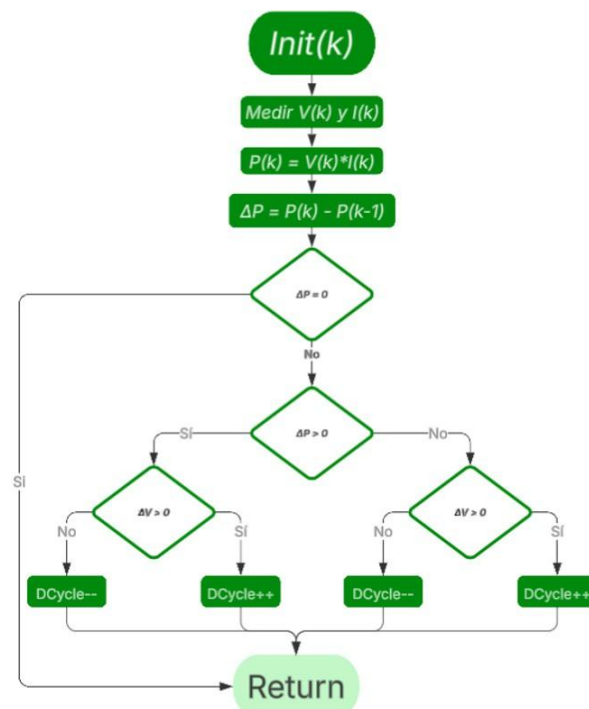 Init(k)
Medir V(k) y I(k)
P(k) = V(k)*I(k)
ΔP = P(k) - P(k-1)
ΔP = 0
No
ΔP > 0
Sí
No
Sí
ΔV > 0
ΔV > 0
No
Sí
No
Sí
DCycle--
DCycle++
DCycle--
DCycle++
Return